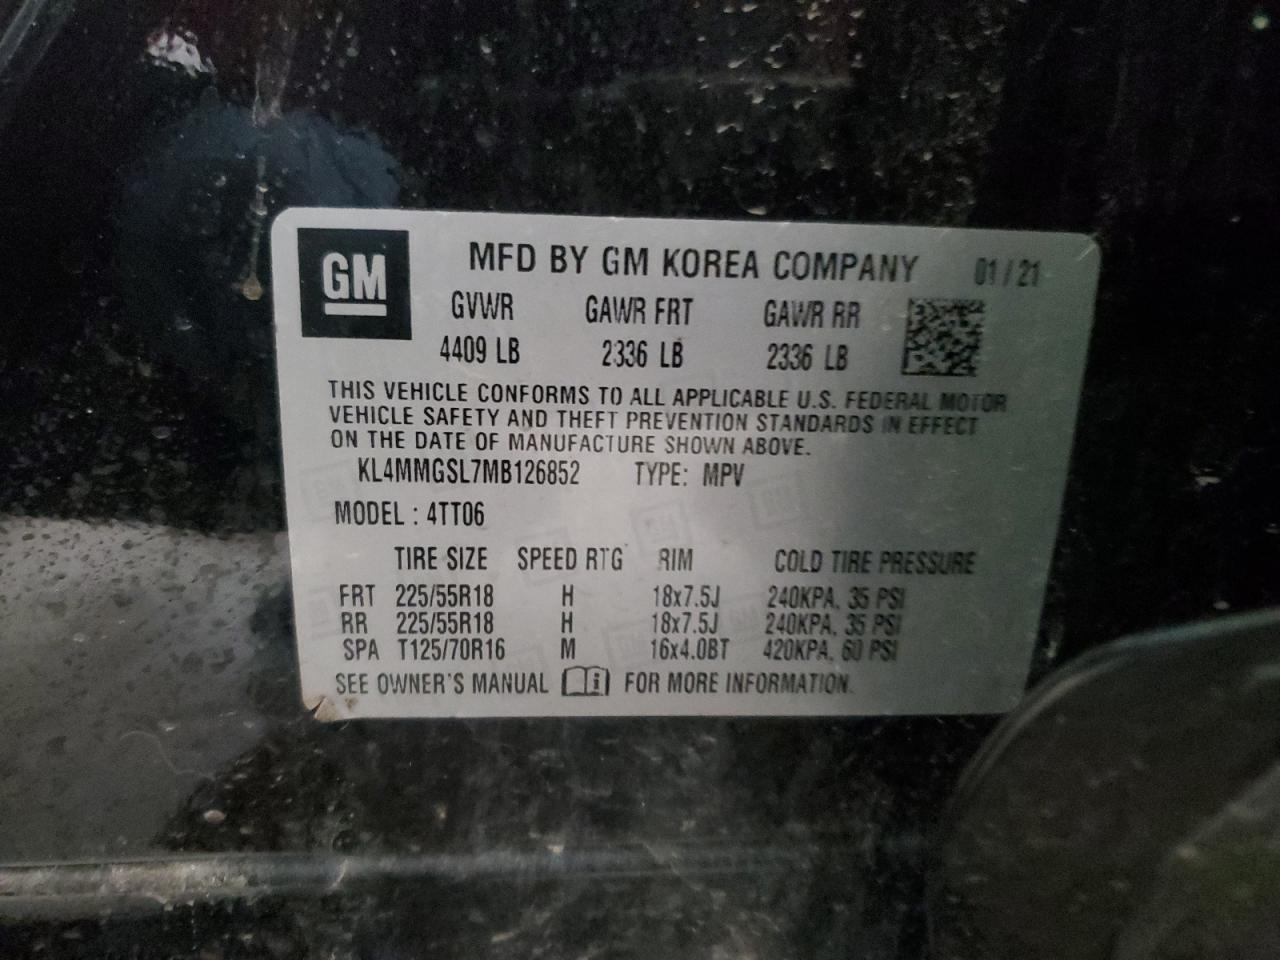 GM
MFD BY GM KOREA COMPANY 01/21
GVWR GAWR FRT GAWR RR
4409 LB 2336 LB 2336 LB
THIS VEHICLE CONFORMS TO ALL APPLICABLE U.S. FEDERAL MOTOR
VEHICLE SAFETY AND THEFT PREVENTION STANDARDS IN EFFECT
ON THE DATE OF MANUFACTURE SHOWN ABOVE.
KL4MMGSL7MB126852 TYPE: MPV
MODEL : 4TT06
TIRE SIZE SPEED RTG RIM COLD TIRE PRESSURE
FRT 225/55R18 H 18x7.5J 240KPA, 35 PSI
RR 225/55R18 H 18x7.5J 240KPA, 35 PSI
SPA T125/70R16 M 16x4.0BT 420KPA, 60 PSI
SEE OWNER'S MANUAL i FOR MORE INFORMATION.